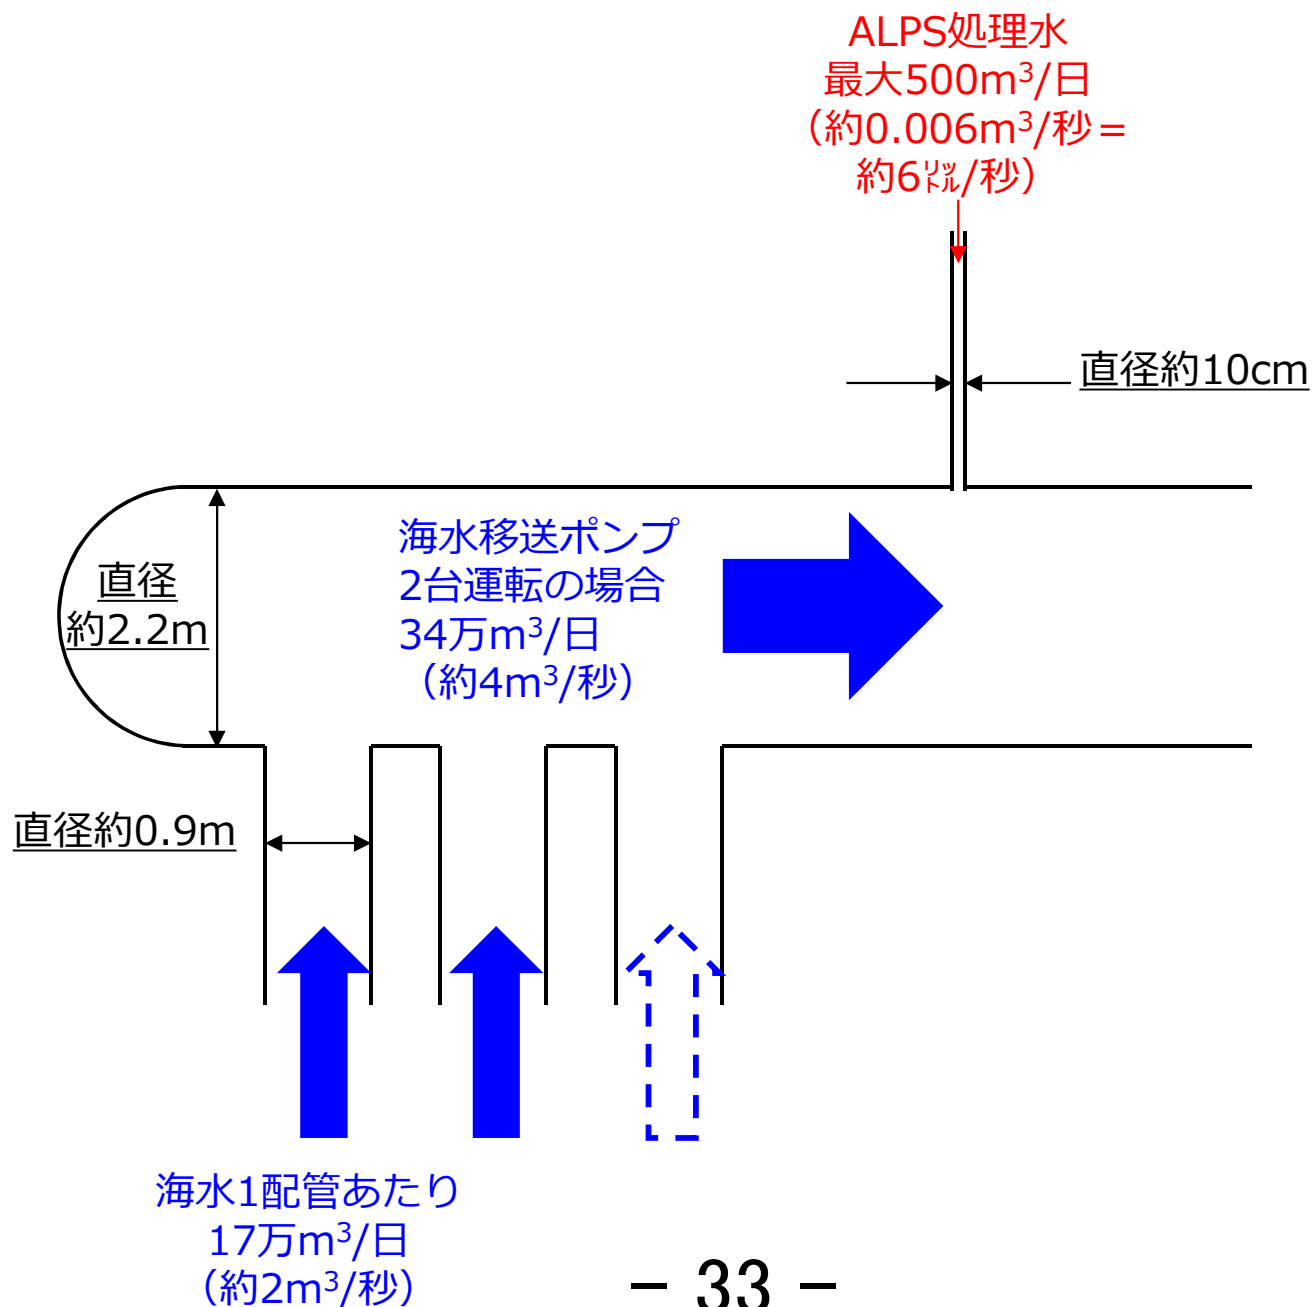 ALPS処理水
最大500m³/日
（約0.006m³/秒＝
約6㍑/秒）
直径約10cm
海水移送ポンプ
2台運転の場合
34万m³/日
（約4m³/秒）
直径
約2.2m
直径約0.9m
海水1配管あたり
17万m³/日
（約2m³/秒）
－ 33 －